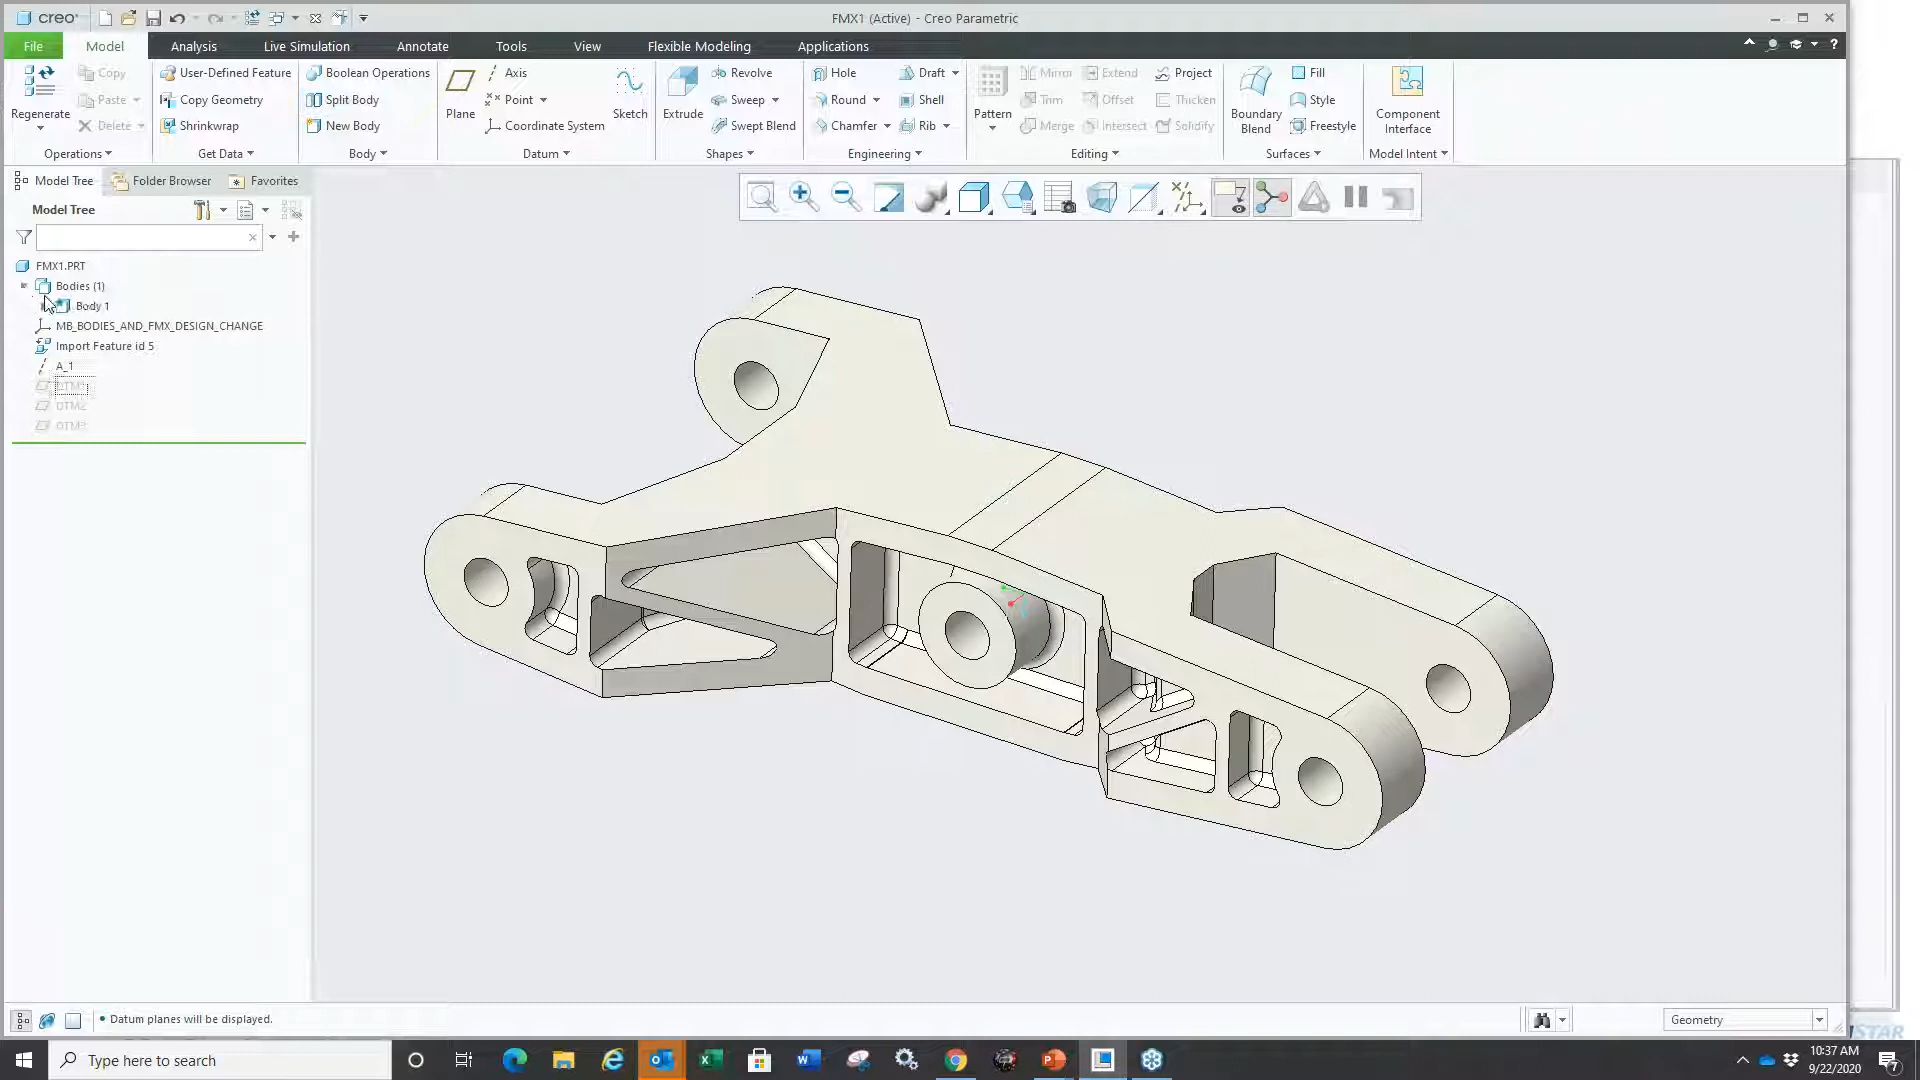 creo
FMX1 (Active) - Creo Parametric
File Model Analysis Live Simulation Annotate Tools View Flexible Modeling Applications
Regenerate
Copy
Paste
Delete
Operations
User-Defined Feature
Copy Geometry
Shrinkwrap
Get Data
Boolean Operations
Split Body
New Body
Body
Plane
Axis
Point
Coordinate System
Sketch
Datum
Extrude
Revolve
Sweep
Swept Blend
Shapes
Hole
Round
Chamfer
Draft
Shell
Rib
Engineering
Pattern
Mirror
Trim
Merge
Extend
Offset
Intersect
Project
Thicken
Solidify
Editing
Boundary
Blend
Fill
Style
Freestyle
Surfaces
Component
Interface
Model Intent
Model Tree Folder Browser Favorites
Model Tree
FMX1.PRT
Bodies (1)
Body 1
MB_BODIES_AND_FMX_DESIGN_CHANGE
Import Feature id 5
A_1
DTM2
Datum planes will be displayed.
Geometry
Type here to search
10:37 AM
9/22/2020
7